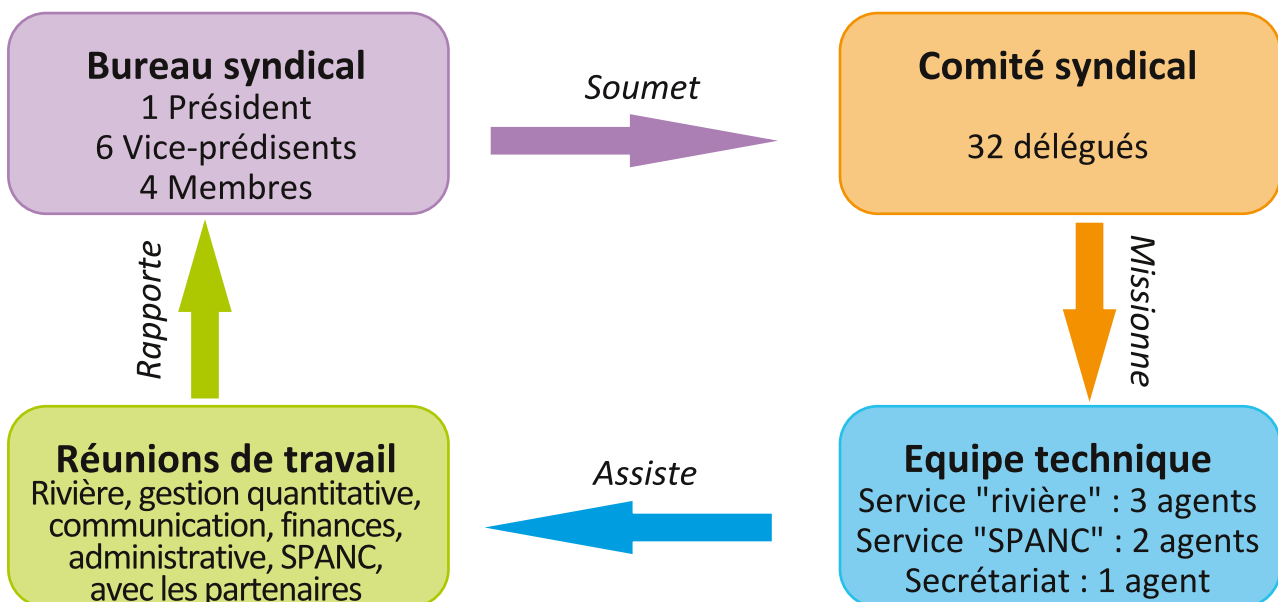 Bureau syndical
1 Président
6 Vice-prédisents
4 Membres
Soumet
Comité syndical
32 délégués
Rapporte
Missionne
Réunions de travail
Rivière, gestion quantitative,
communication, finances,
administrative, SPANC,
avec les partenaires
Assiste
Equipe technique
Service "rivière" : 3 agents
Service "SPANC" : 2 agents
Secrétariat : 1 agent